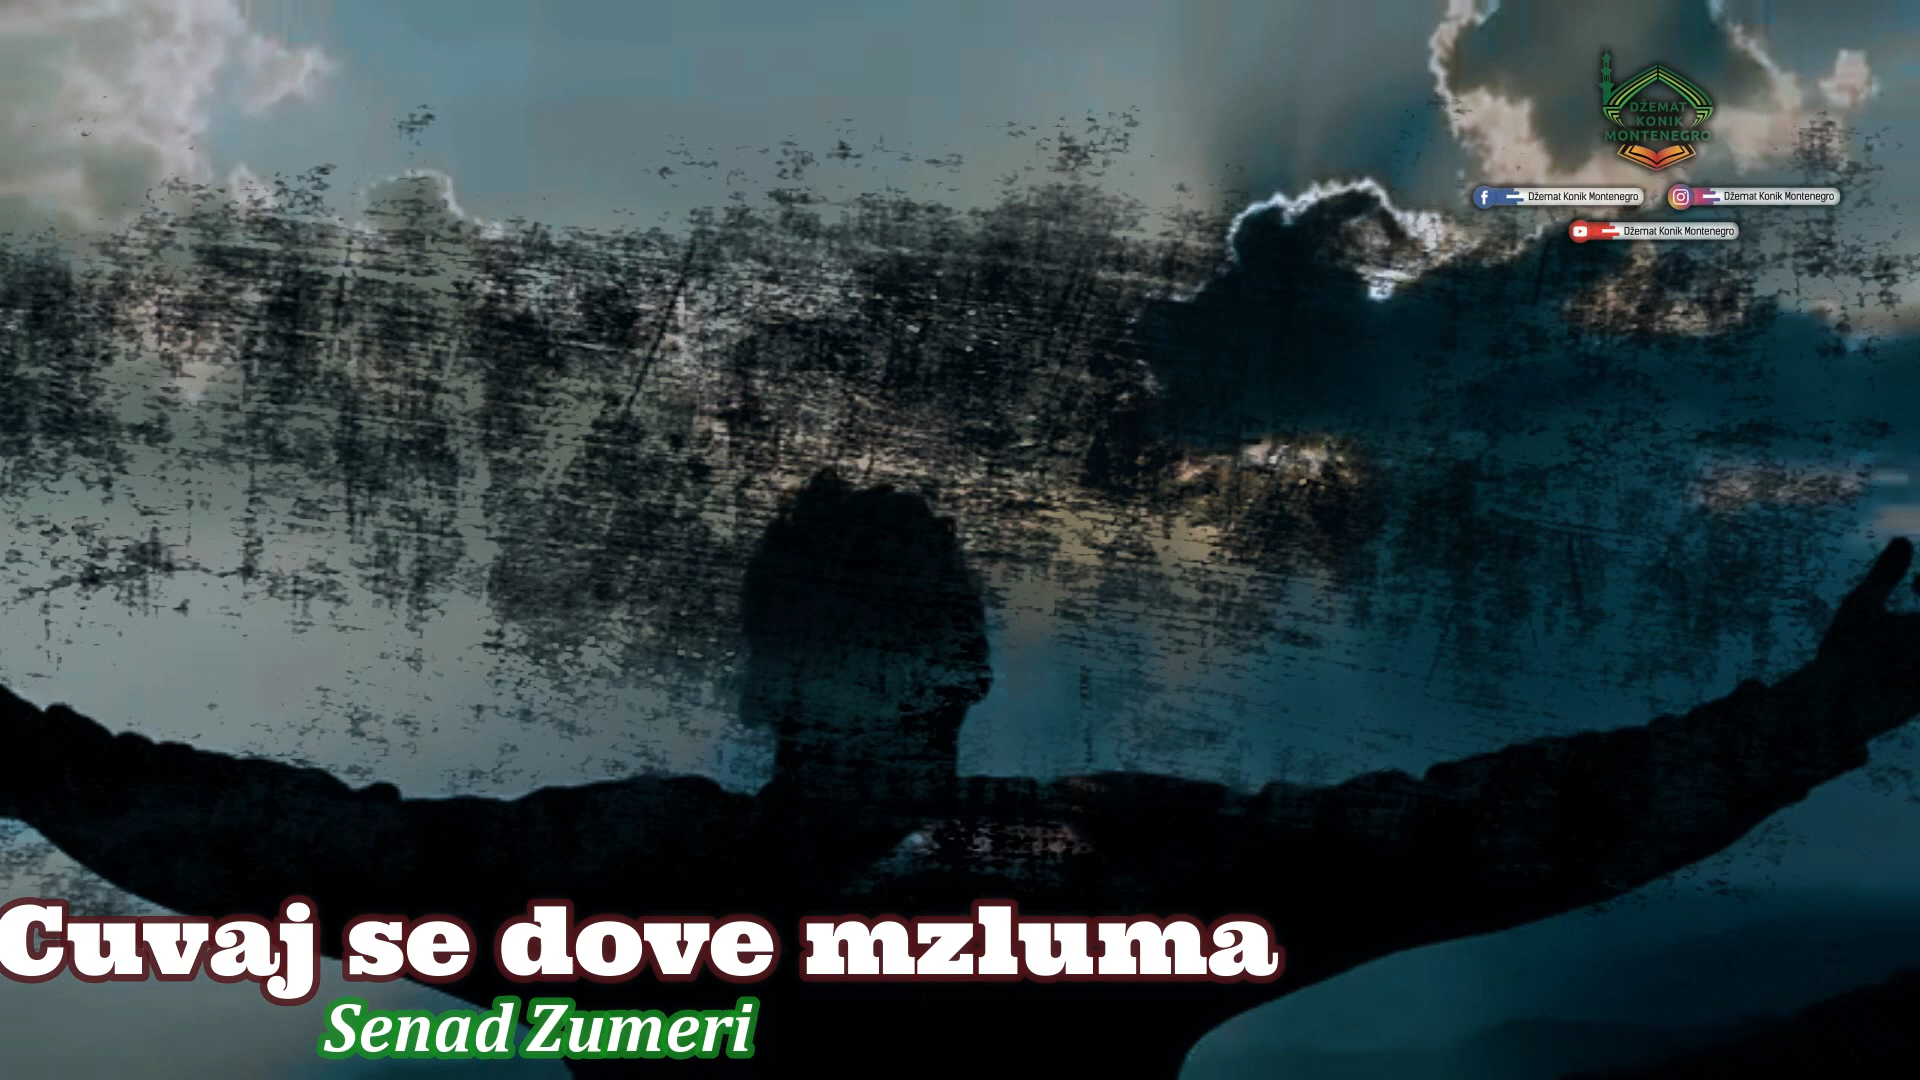 DŽEMAT
KONIK
MONTENEGRO
Džemat Konik Montenegro
Džemat Konik Montenegro
Džemat Konik Montenegro
Cuvaj se dove mzluma
Senad Zumeri